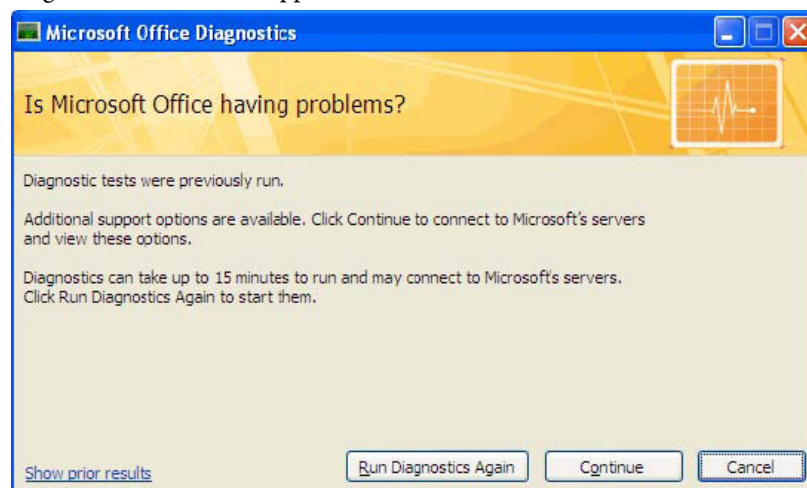 Microsoft Office Diagnostics
Is Microsoft Office having problems?
Diagnostic tests were previously run.
Additional support options are available. Click Continue to connect to Microsoft's servers
and view these options.
Diagnostics can take up to 15 minutes to run and may connect to Microsoft's servers.
Click Run Diagnostics Again to start them.
Show prior results
Run Diagnostics Again
Continue
Cancel